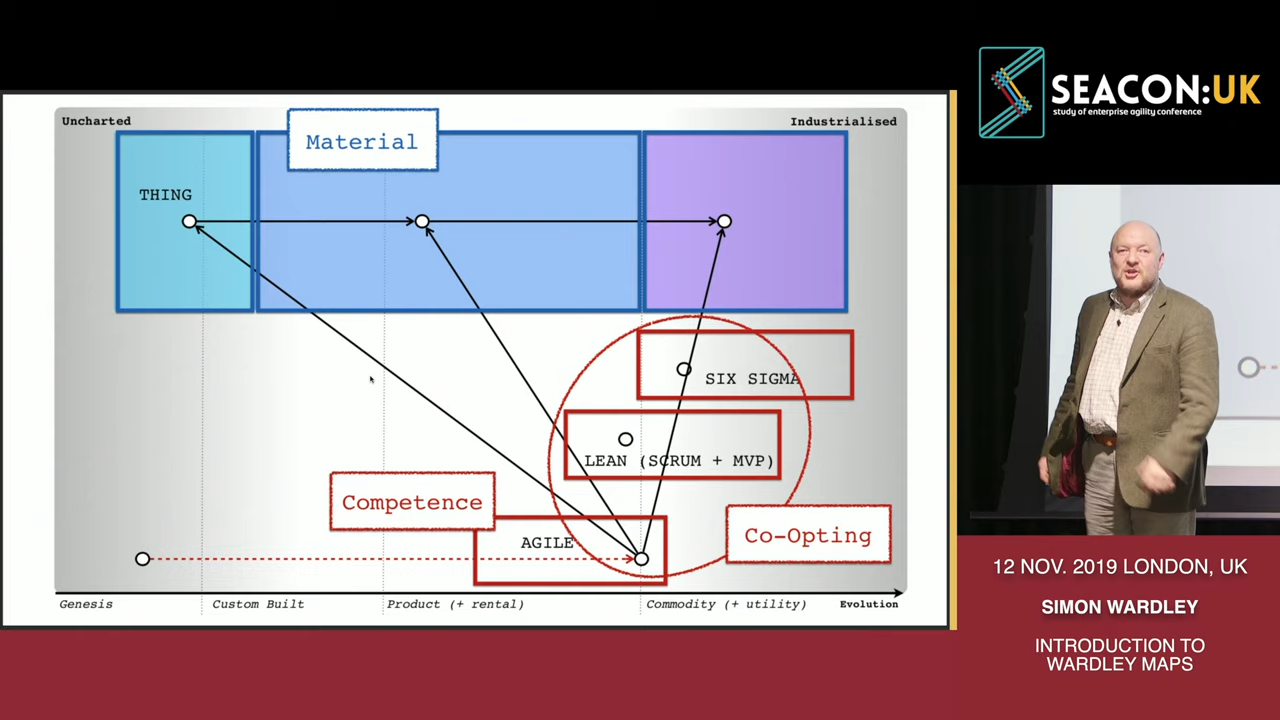 Uncharted
Industrialised
Material
THING
SIX SIGMA
LEAN (SCRUM + MVP)
Competence
AGILE
Co-Opting
Genesis
Custom Built
Product (+ rental)
Commodity (+ utility)
Evolution
SEACON:UK
study of enterprise agility conference
12 NOV. 2019 LONDON, UK
SIMON WARDLEY
INTRODUCTION TO
WARDLEY MAPS